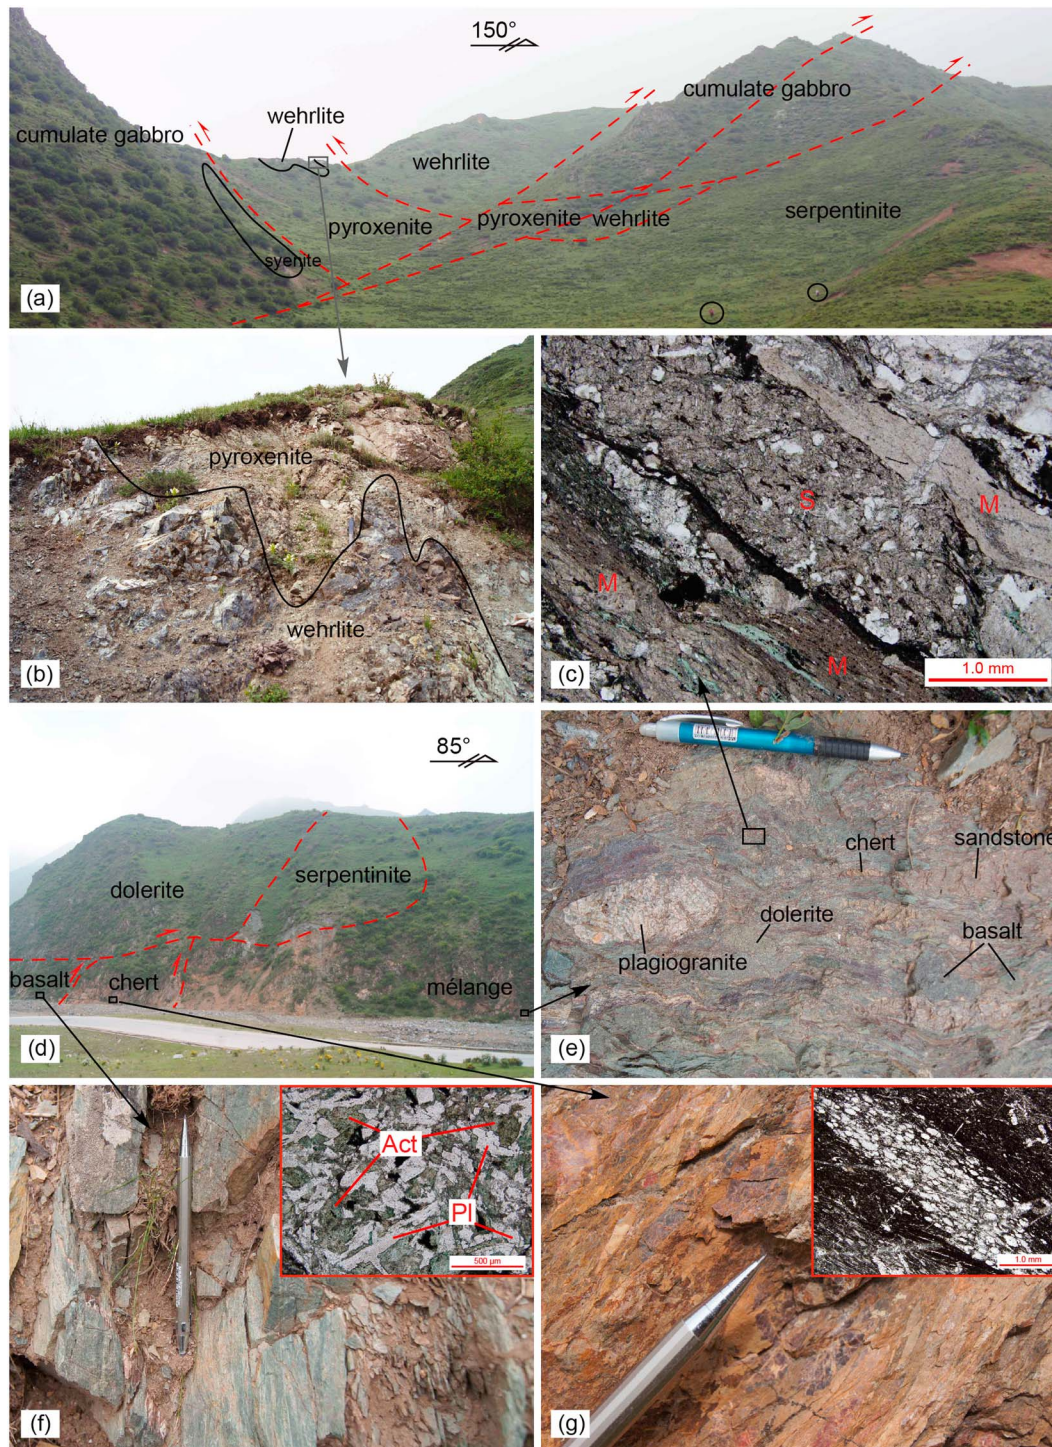 150°
cumulate gabbro
wehrlite
cumulate gabbro
wehrlite
pyroxenite
pyroxenite
wehrlite
serpentinite
syenite
(a)
pyroxenite
wehrlite
(b)
S
M
M
M
1.0 mm
(c)
85°
dolerite
serpentinite
basalt
chert
mélange
(d)
chert
sandstone
dolerite
basalt
plagiogranite
(e)
Act
Pl
500 µm
(f)
1.0 mm
(g)